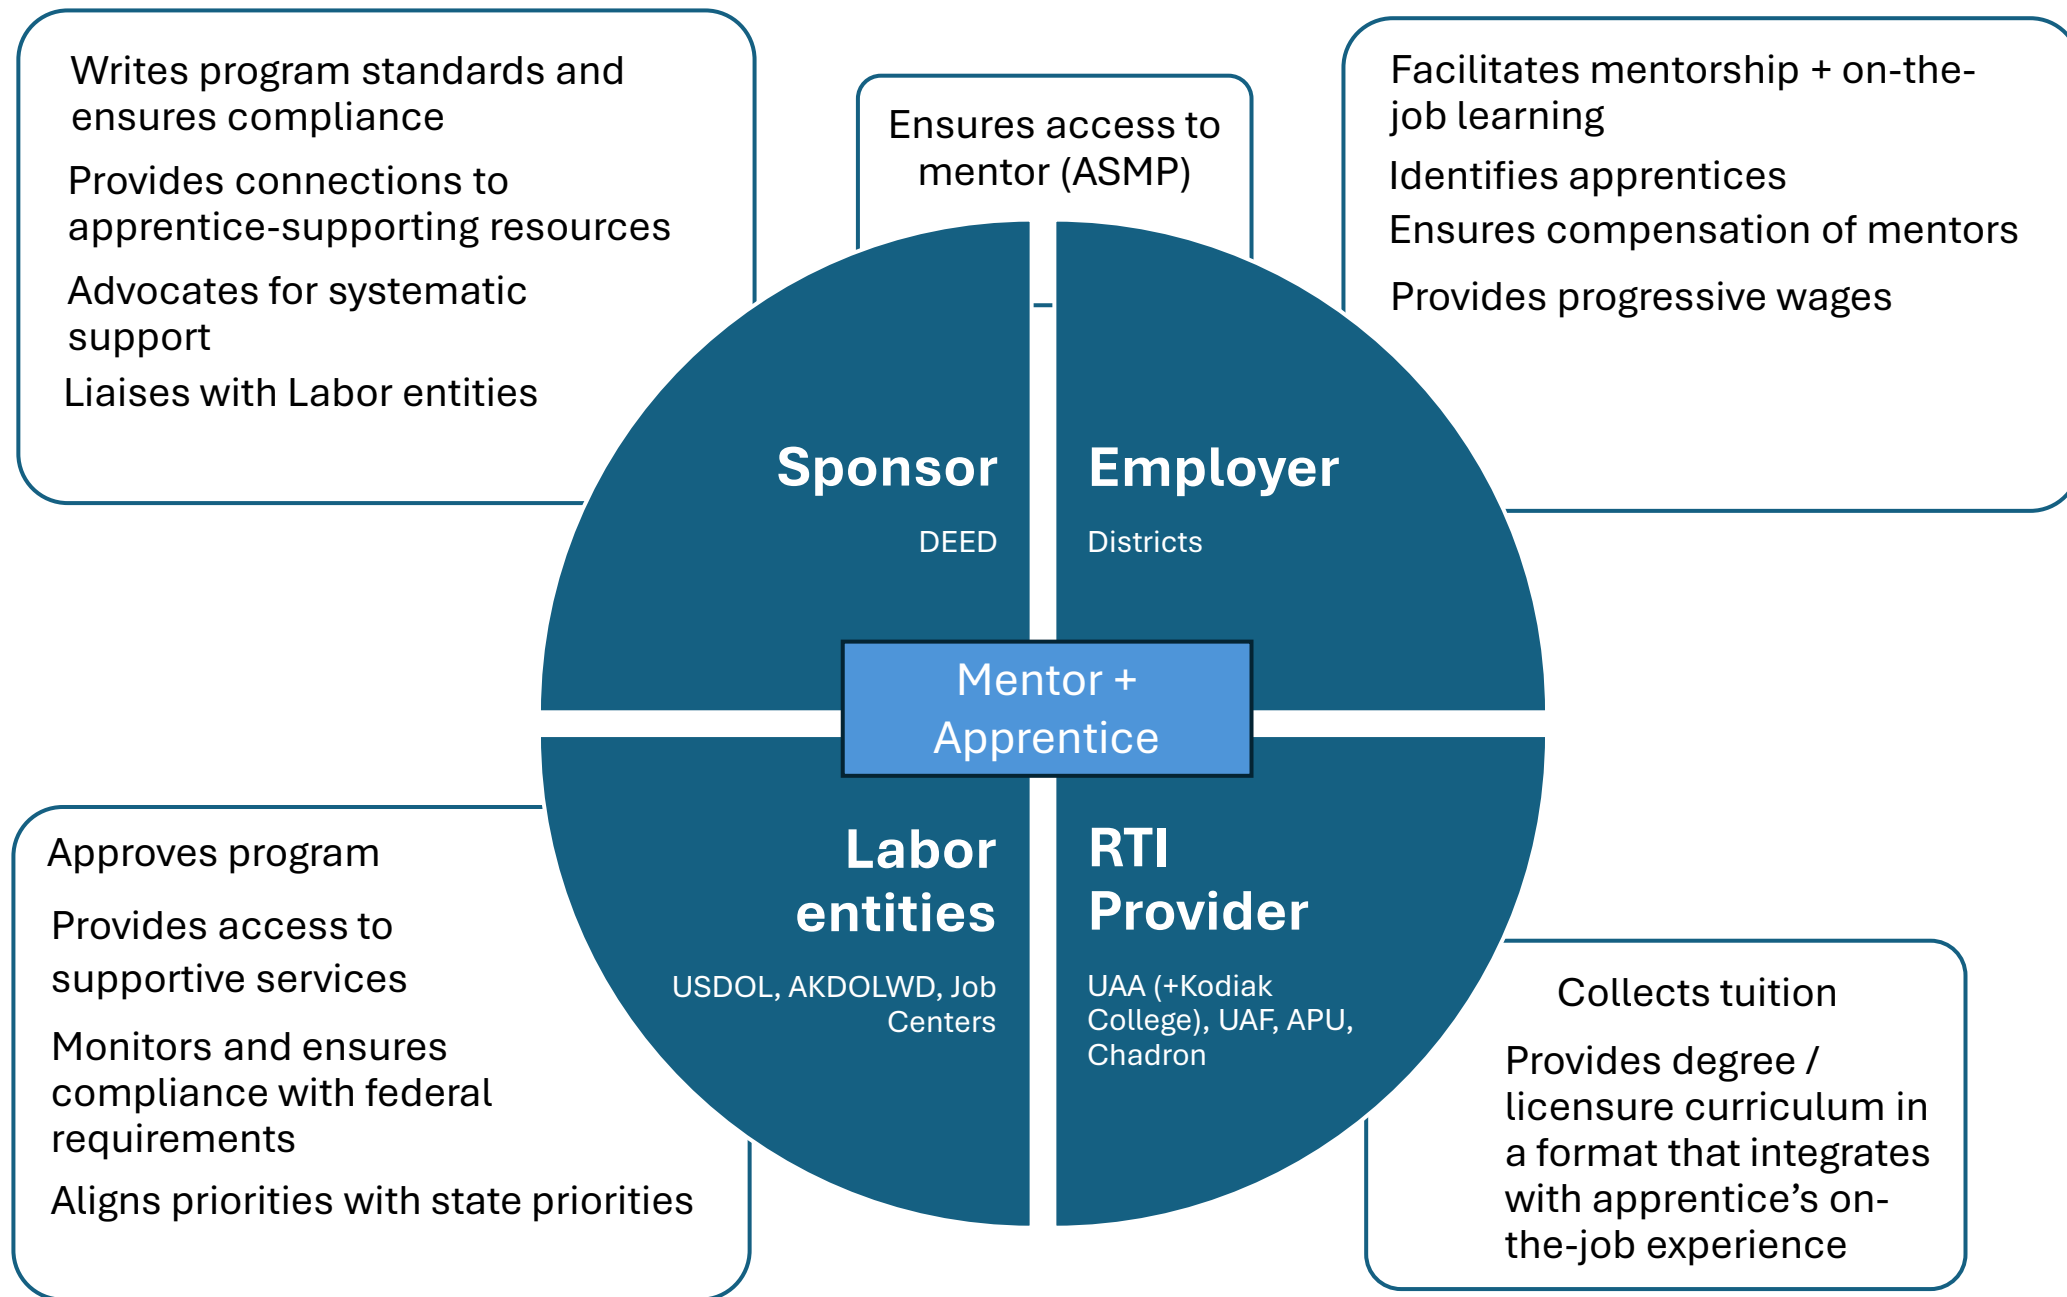 Writes program standards and
ensures compliance
Provides connections to
apprentice-supporting resources
Advocates for systematic
support
Liaises with Labor entities
Ensures access to
mentor (ASMP)
Facilitates mentorship + on-the-
job learning
Identifies apprentices
Ensures compensation of mentors
Provides progressive wages
Sponsor
DEED
Employer
Districts
Mentor +
Apprentice
Labor
entities
USDOL, AKDOLWD, Job
Centers
RTI
Provider
UAA (+Kodiak
College), UAF, APU,
Chadron
Approves program
Provides access to
supportive services
Monitors and ensures
compliance with federal
requirements
Aligns priorities with state priorities
Collects tuition
Provides degree /
licensure curriculum in
a format that integrates
with apprentice’s on-
the-job experience